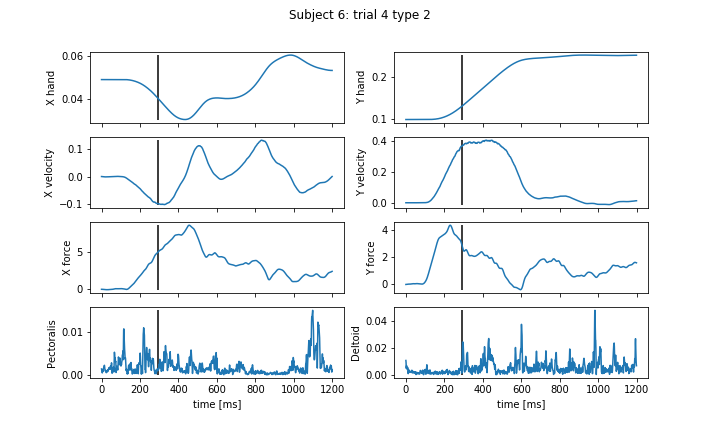 Subject 6: trial 4 type 2
X hand
0.06
0.04
Y hand
0.2
0.1
X velocity
0.1
0.0
−0.1
Y velocity
0.4
0.2
0.0
X force
5
0
Y force
4
2
0
Pectoralis
0.01
0.00
0 200 400 600 800 1000 1200
time [ms]
Deltoid
0.04
0.02
0.00
0 200 400 600 800 1000 1200
time [ms]